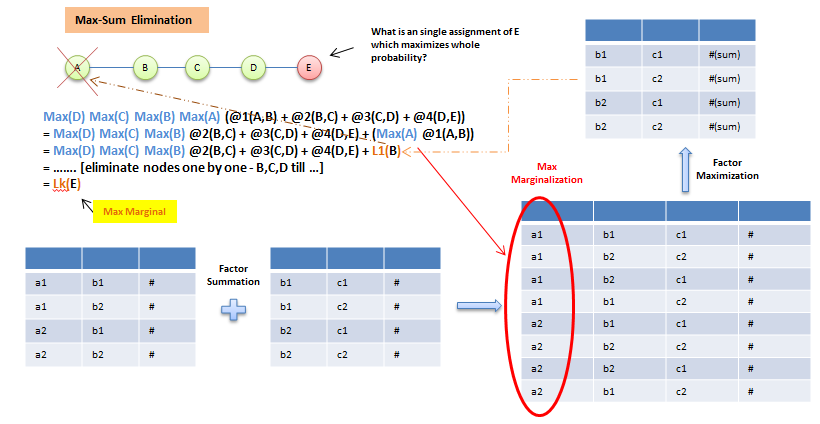 Max-Sum Elimination
What is an single assignment of E
which maximizes whole
probability?
A B C D E
Max(D) Max(C) Max(B) Max(A) (@1(A,B) + @2(B,C) + @3(C,D) + @4(D,E))
= Max(D) Max(C) Max(B) @2(B,C) + @3(C,D) + @4(D,E) + (Max(A) @1(A,B))
= Max(D) Max(C) Max(B) @2(B,C) + @3(C,D) + @4(D,E) + L1(B)
= ....... [eliminate nodes one by one - B,C,D till ...]
= Lk(E)
Max Marginal
b1 c1 #(sum)
b1 c2 #(sum)
b2 c1 #(sum)
b2 c2 #(sum)
Max
Marginalization
Factor
Maximization
a1 b1 #
a1 b2 #
a2 b1 #
a2 b2 #
Factor
Summation
b1 c1 #
b1 c2 #
b2 c1 #
b2 c2 #
a1 b1 c1 #
a1 b2 c2 #
a1 b2 c1 #
a1 b1 c2 #
a2 b1 c1 #
a2 b2 c2 #
a2 b2 c1 #
a2 b1 c2 #